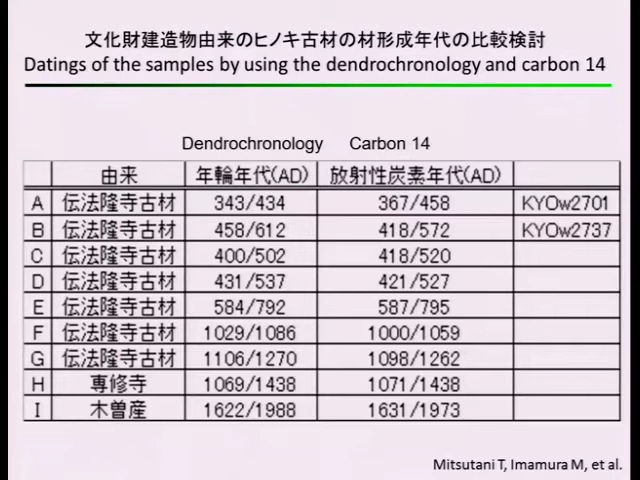 文化財建造物由来のヒノキ古材の材形成年代の比較検討
Datings of the samples by using the dendrochronology and carbon 14
Dendrochronology Carbon 14
由来 年輪年代(AD) 放射性炭素年代(AD)
A 伝法隆寺古材 343/434 367/458 KYOw2701
B 伝法隆寺古材 458/612 418/572 KYOw2737
C 伝法隆寺古材 400/502 418/520
D 伝法隆寺古材 431/537 421/527
E 伝法隆寺古材 584/792 587/795
F 伝法隆寺古材 1029/1086 1000/1059
G 伝法隆寺古材 1106/1270 1098/1262
H 専修寺 1069/1438 1071/1438
I 木曽産 1622/1988 1631/1973
Mitsutani T, Imamura M, et al.